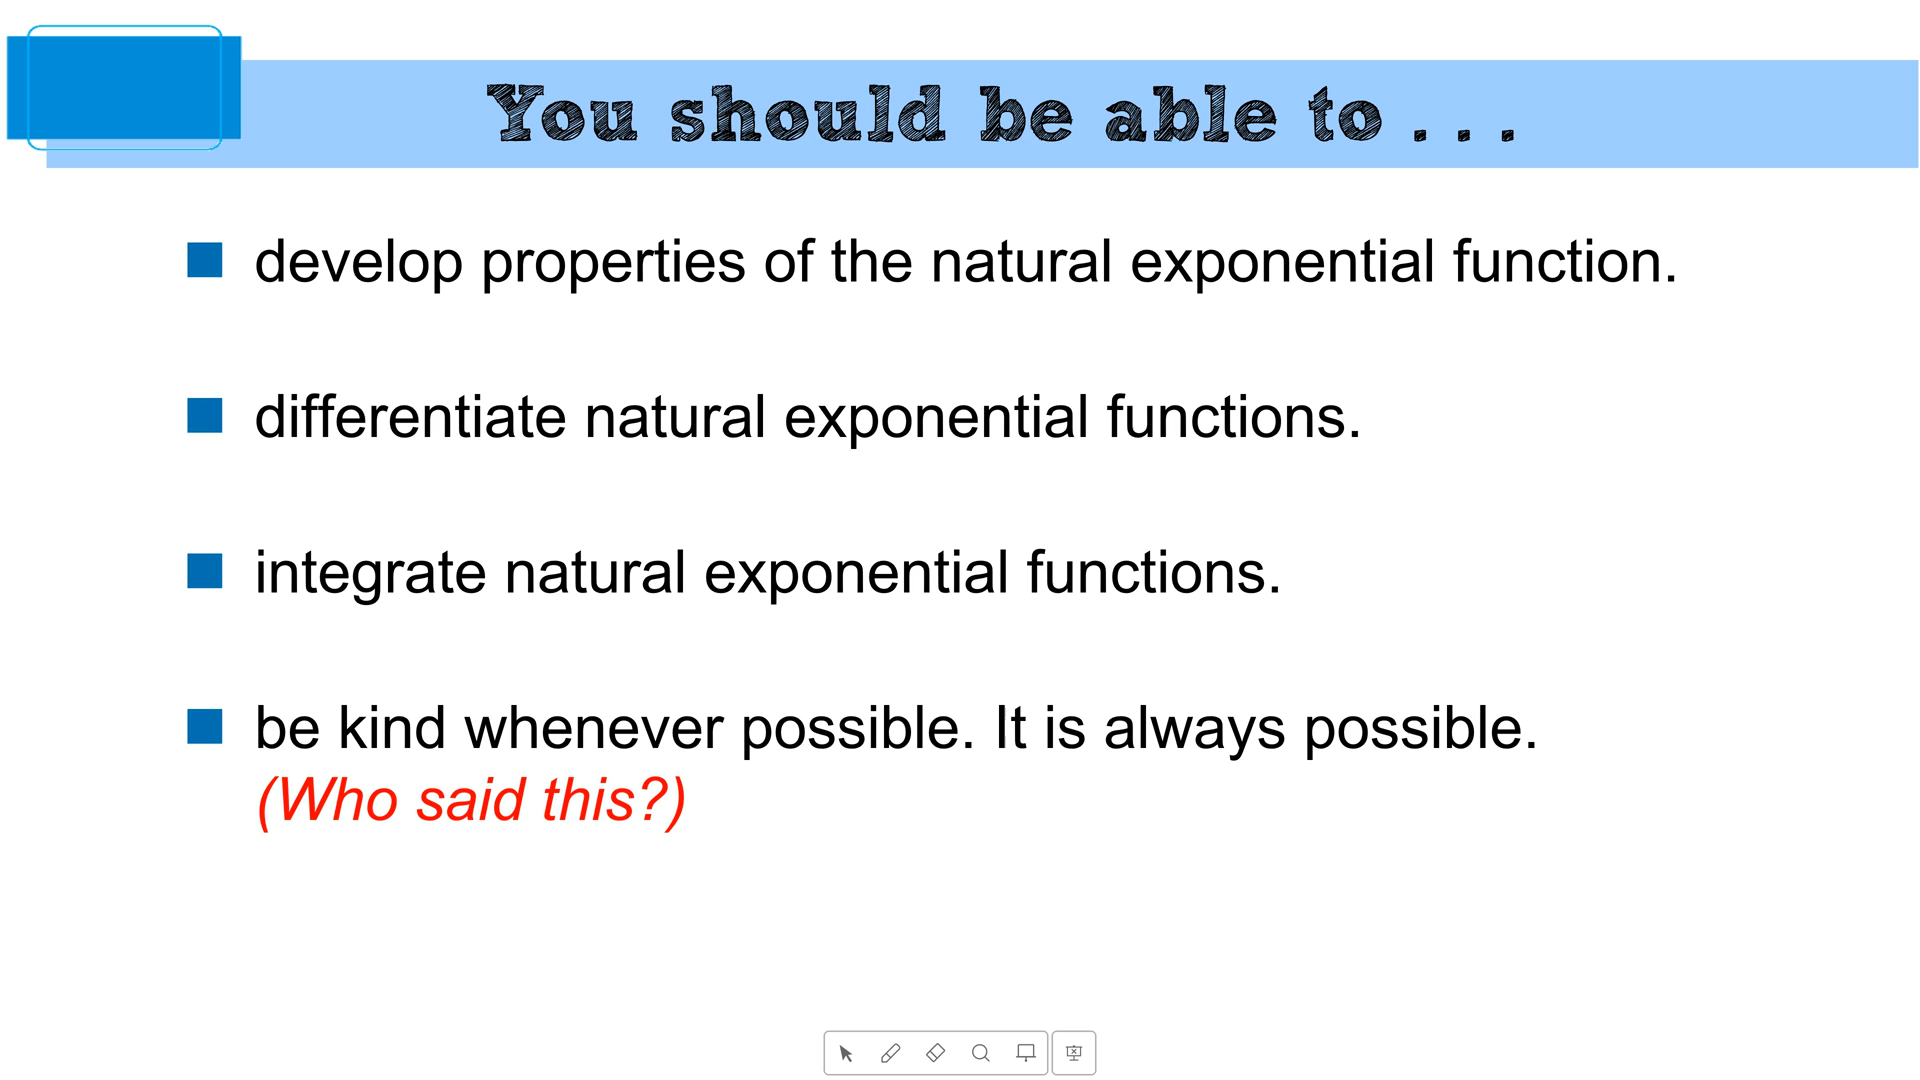 You should be able to . . .
develop properties of the natural exponential function.
differentiate natural exponential functions.
integrate natural exponential functions.
be kind whenever possible. It is always possible.
(Who said this?)